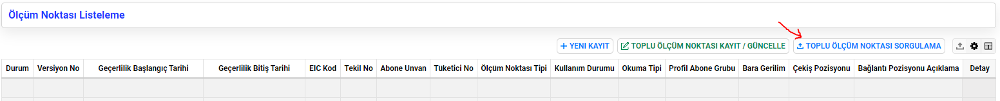 Ölçüm Noktası Listeleme
YENİ KAYIT TOPLU ÖLÇÜM NOKTASI KAYIT / GÜNCELLE TOPLU ÖLÇÜM NOKTASI SORGULAMA
Durum Versiyon No Geçerlilik Başlangıç Tarihi Geçerlilik Bitiş Tarihi EIC Kod Tekil No Abone Unvan Tüketici No Ölçüm Noktası Tipi Kullanım Durumu Okuma Tipi Profil Abone Grubu Bara Gerilim Çekiş Pozisyonu Bağlantı Pozisyonu Açıklama Detay